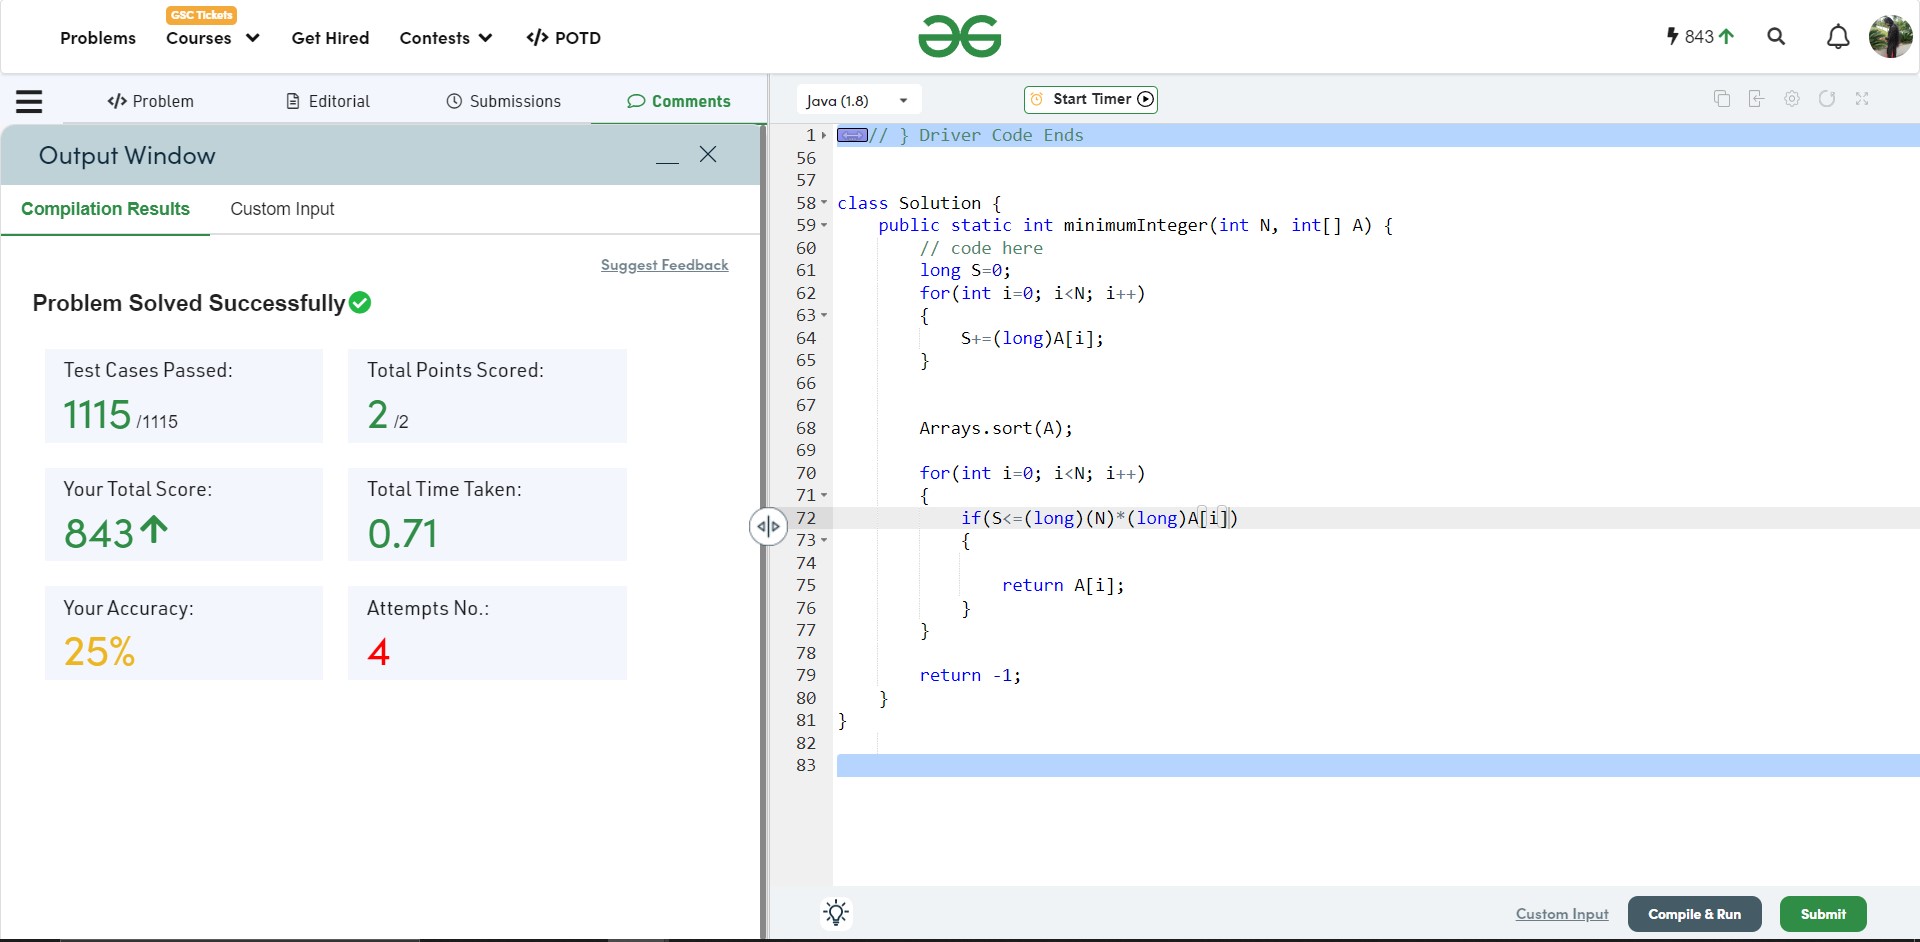 GSC Tickets
Problems Courses Get Hired Contests </> POTD
843
</> Problem Editorial Submissions Comments
Output Window
Compilation Results Custom Input
Suggest Feedback
Problem Solved Successfully
Test Cases Passed: Total Points Scored:
1115 /1115 2 /2
Your Total Score: Total Time Taken:
843 0.71
Your Accuracy: Attempts No.:
25% 4
Java (1.8) Start Timer
1 // } Driver Code Ends
56
57
58 class Solution {
59 public static int minimumInteger(int N, int[] A) {
60 // code here
61 long S=0;
62 for(int i=0; i<N; i++)
63 {
64 S+=(long)A[i];
65 }
66
67
68 Arrays.sort(A);
69
70 for(int i=0; i<N; i++)
71 {
72 if(S<=(long)(N)*(long)A[i])
73 {
74
75 return A[i];
76 }
77 }
78
79 return -1;
80 }
81 }
82
83
Custom Input Compile & Run Submit